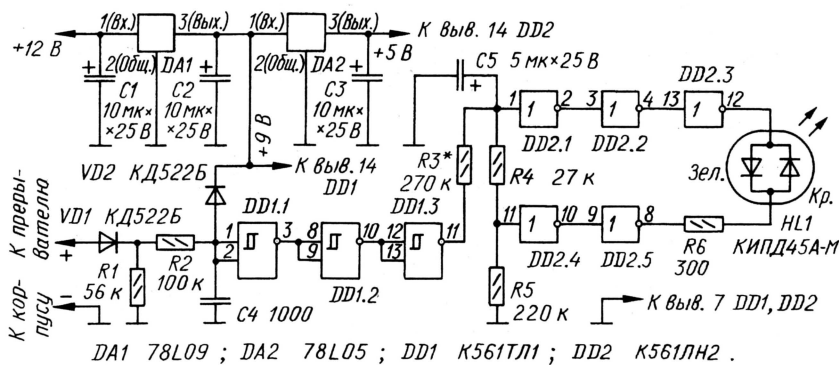 1(Вх.) 3(Вых.) 1(Вх.) 3(Вых.) К выв. 14 DD2
+12 В 2(Общ.) DA1 2(Общ.) DA2 +5 В
+ C1 10 мк× ×25 В
+ C2 10 мк× ×25 В
+ C3 10 мк× ×25 В
C5 5 мк×25 В
+
+9 В
К выв. 14 DD1
VD2 КД522Б
VD1 КД522Б
К преры-
вателю
+
R1
56 к
R2
100 к
К кор-
пусу
−
C4 1000
1 2 DD1.1 3
8 9 DD1.2 10
12 13 DD1.3 11
R3*
270 к
R4 27 к
R5
220 к
1 1 2 DD2.1
3 1 4 DD2.2
DD2.3
13 1 12
11 1 10 DD2.4
9 1 8 DD2.5
R6
300
Зел.
Кр.
HL1
КИПД45А-М
К выв. 7 DD1, DD2
DA1 78L09 ; DA2 78L05 ; DD1 К561ТЛ1 ; DD2 К561ЛН2 .